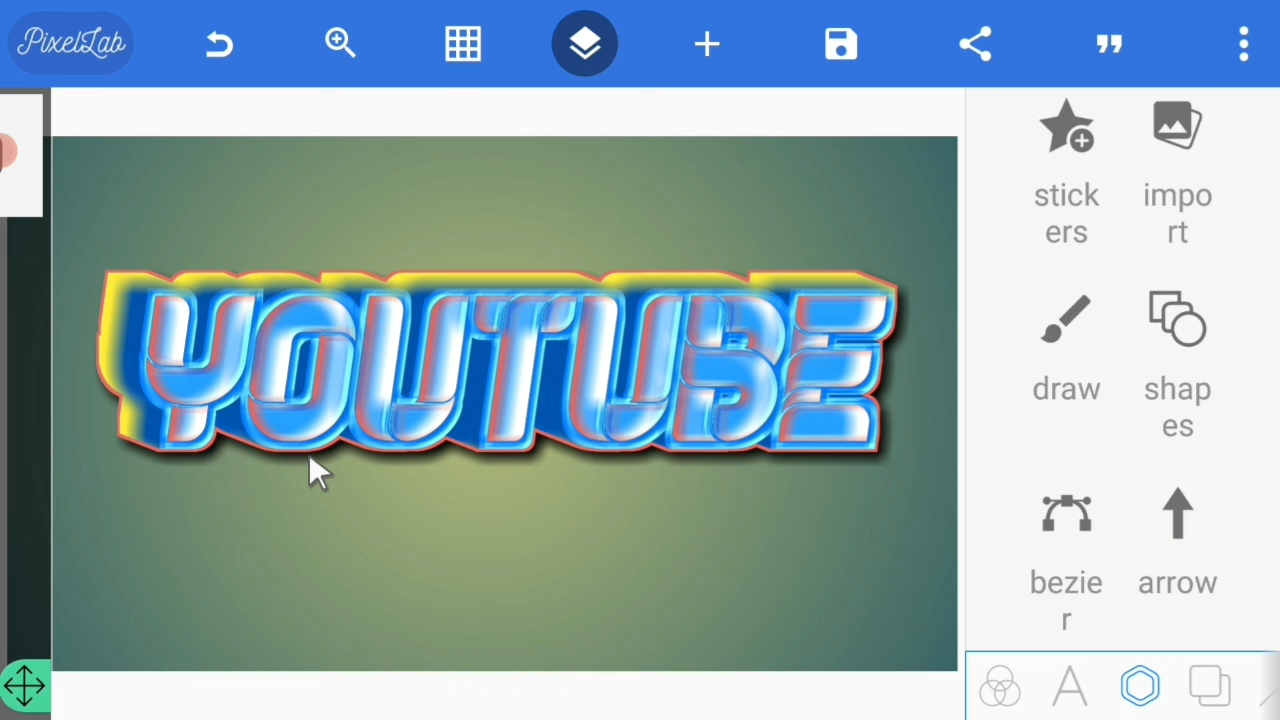 PixelLab
YOUTUBE
stick
ers
impo
rt
draw
shap
es
bezie
r
arrow